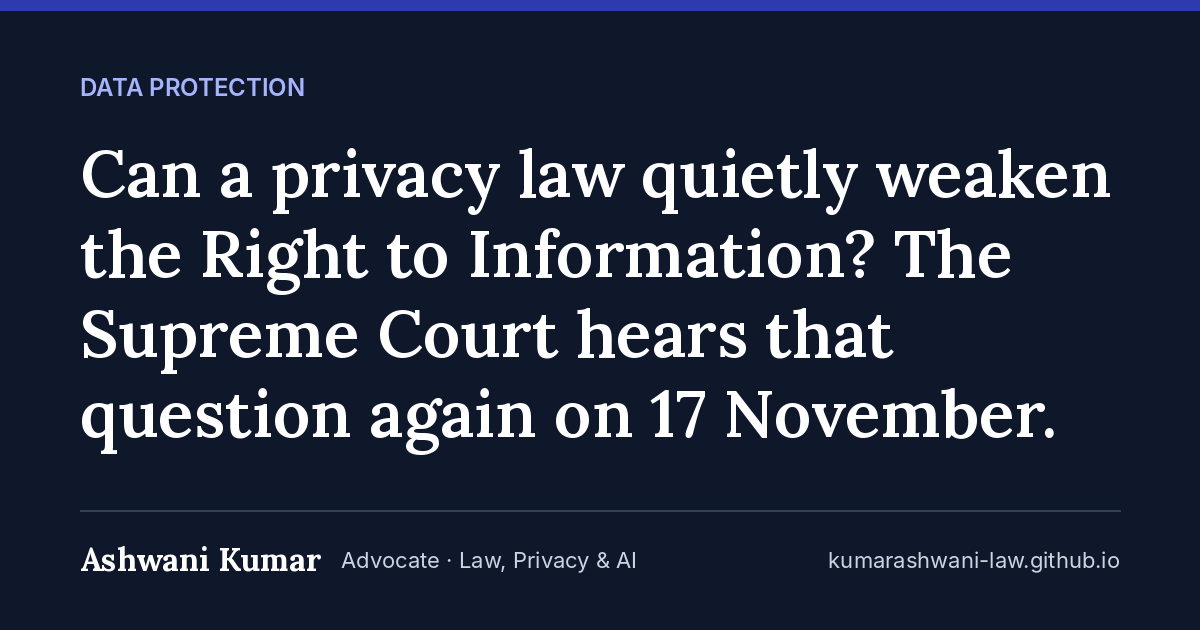 DATA PROTECTION
Can a privacy law quietly weaken
the Right to Information? The
Supreme Court hears that
question again on 17 November.
Ashwani Kumar Advocate · Law, Privacy & AI kumarashwani-law.github.io